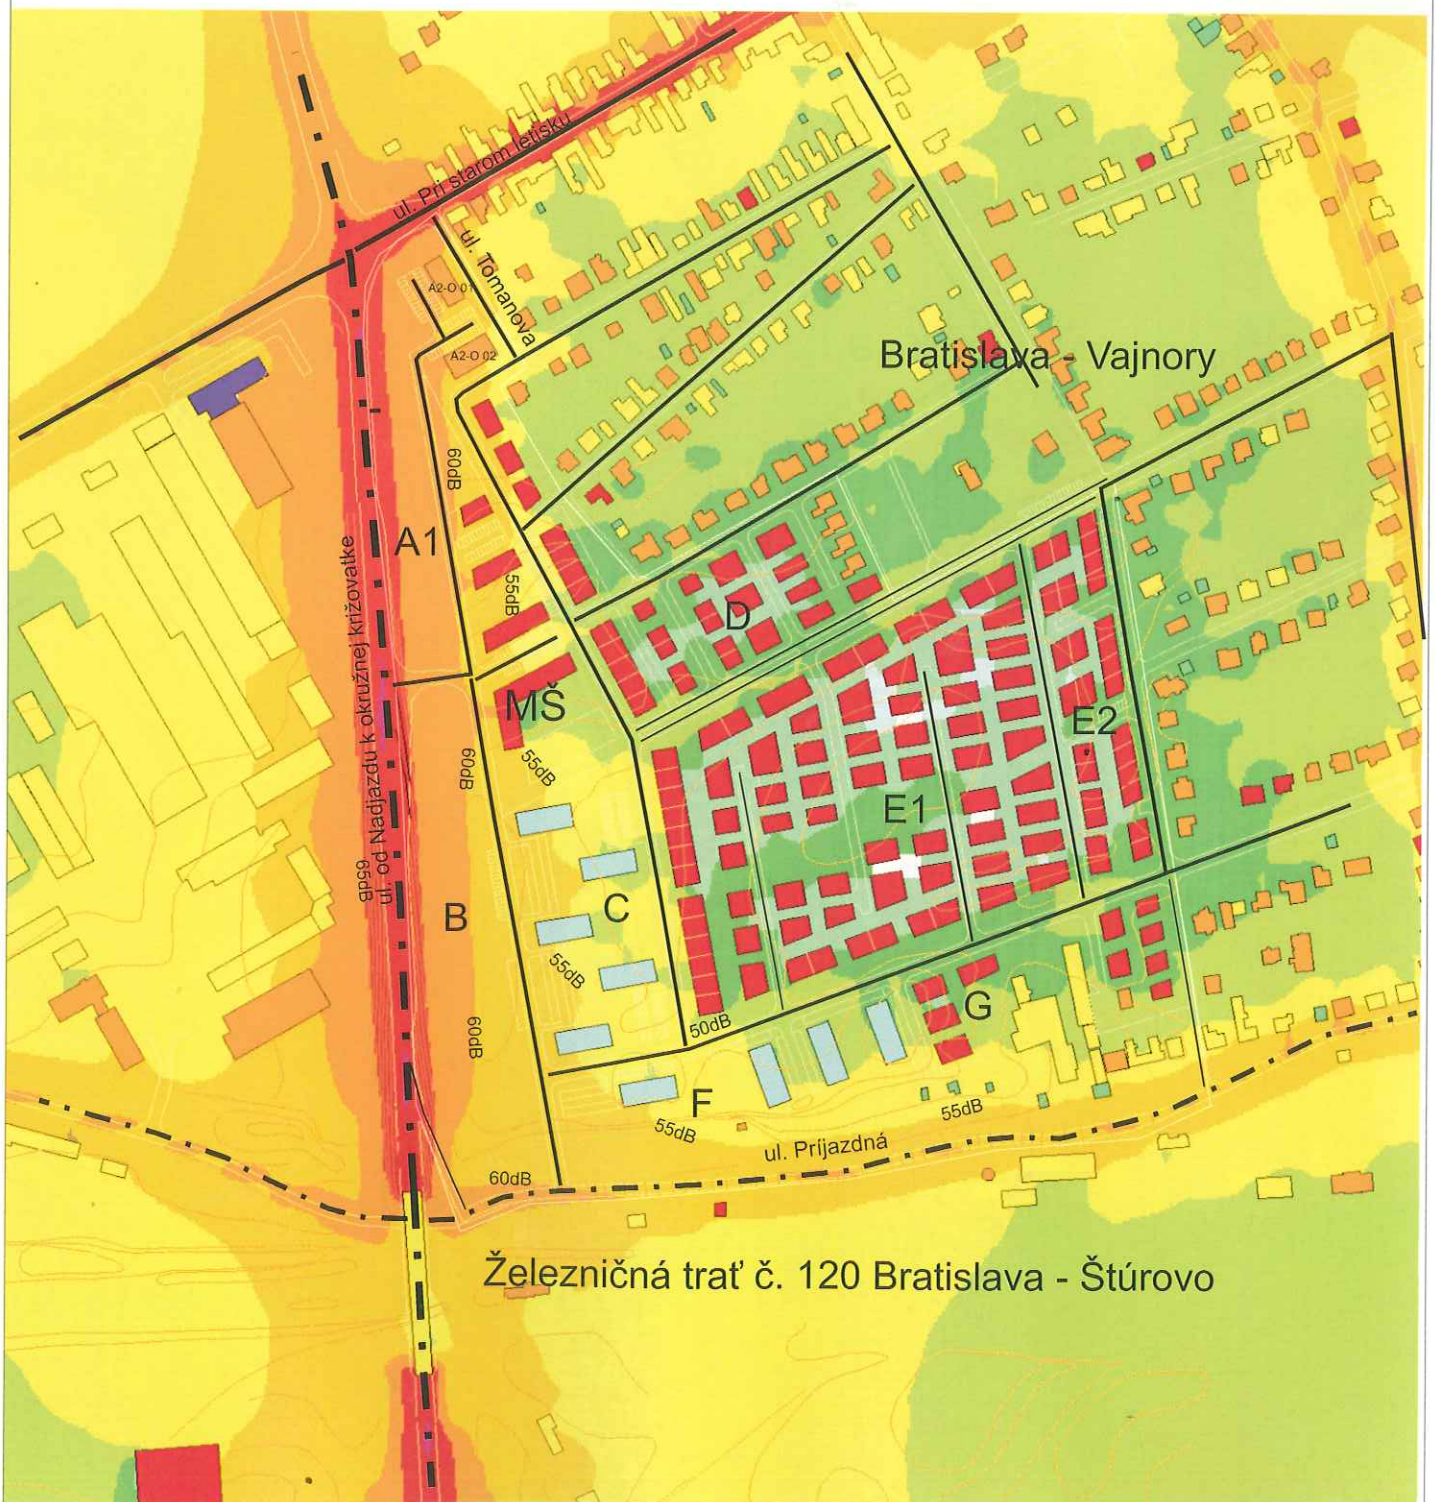 ul. Pri starom letisku
ul. Tomanova
A2-O 01
A2-O 02
Bratislava - Vajnory
60dB
A1
55dB
D
MŠ
E2
55dB
60dB
E1
ul. od Nadjazdu k okružnej križovatke
65dB
C
B
55dB
G
50dB
60dB
F
55dB
55dB
ul. Príjazdná
60dB
Železničná trať č. 120 Bratislava - Štúrovo